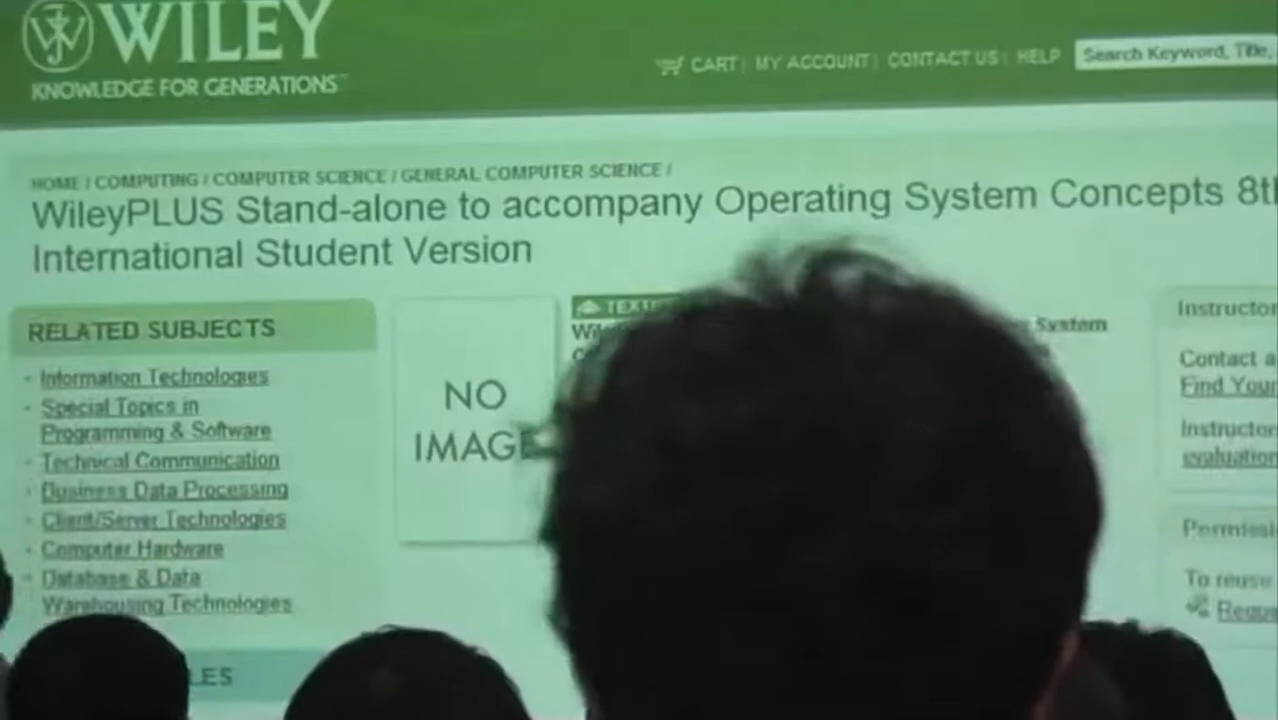 WILEY
KNOWLEDGE FOR GENERATIONS
CART | MY ACCOUNT | CONTACT US | HELP
Search Keyword, Title,
HOME / COMPUTING / COMPUTER SCIENCE / GENERAL COMPUTER SCIENCE /
WileyPLUS Stand-alone to accompany Operating System Concepts 8th
International Student Version
RELATED SUBJECTS
- Information Technologies
- Special Topics in
Programming & Software
- Technical Communication
- Business Data Processing
- Client/Server Technologies
- Computer Hardware
- Database & Data
Warehousing Technologies
NO
IMAGE
System
Instructor
Contact a
Find Your
Instructor
evaluation
To reuse